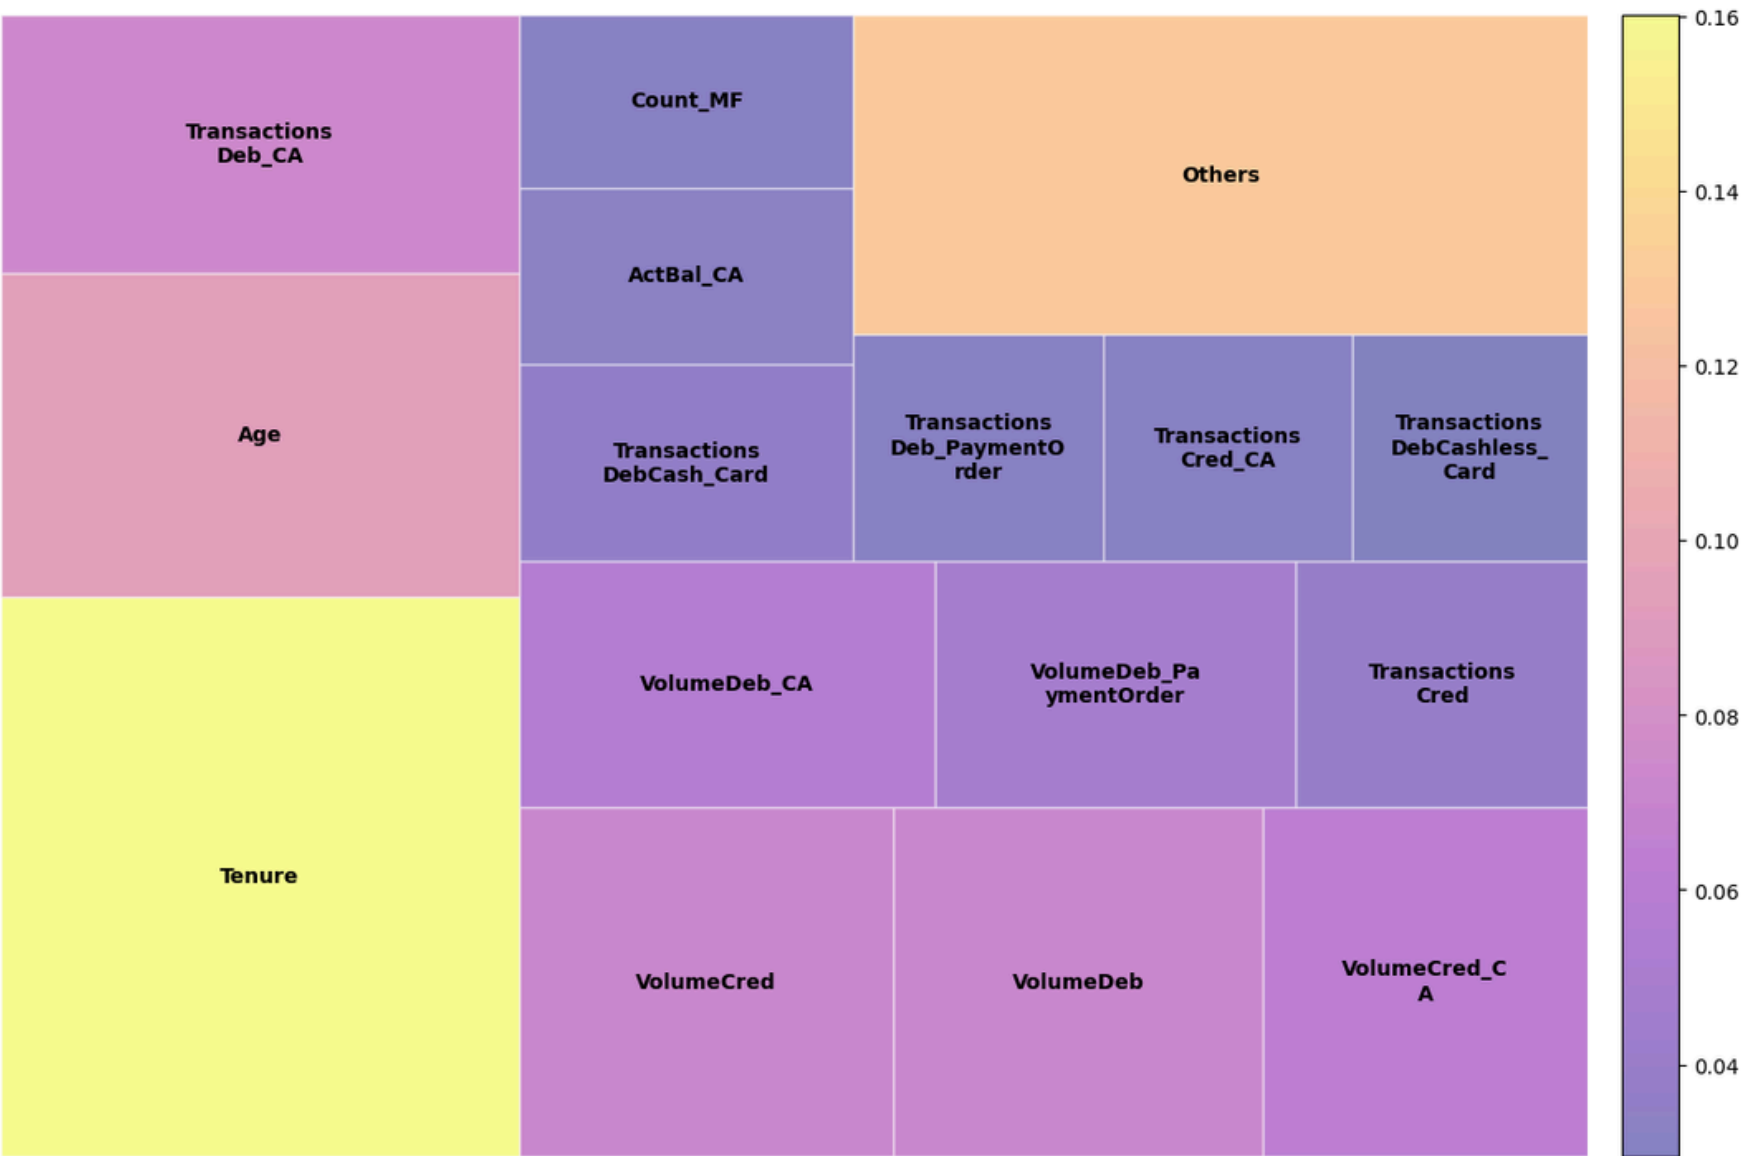 Transactions
Deb_CA
Count_MF
Others
ActBal_CA
Age
Transactions
DebCash_Card
Transactions
Deb_PaymentO
rder
Transactions
Cred_CA
Transactions
DebCashless_
Card
VolumeDeb_CA
VolumeDeb_Pa
ymentOrder
Transactions
Cred
Tenure
VolumeCred
VolumeDeb
VolumeCred_C
A
0.16
0.14
0.12
0.10
0.08
0.06
0.04